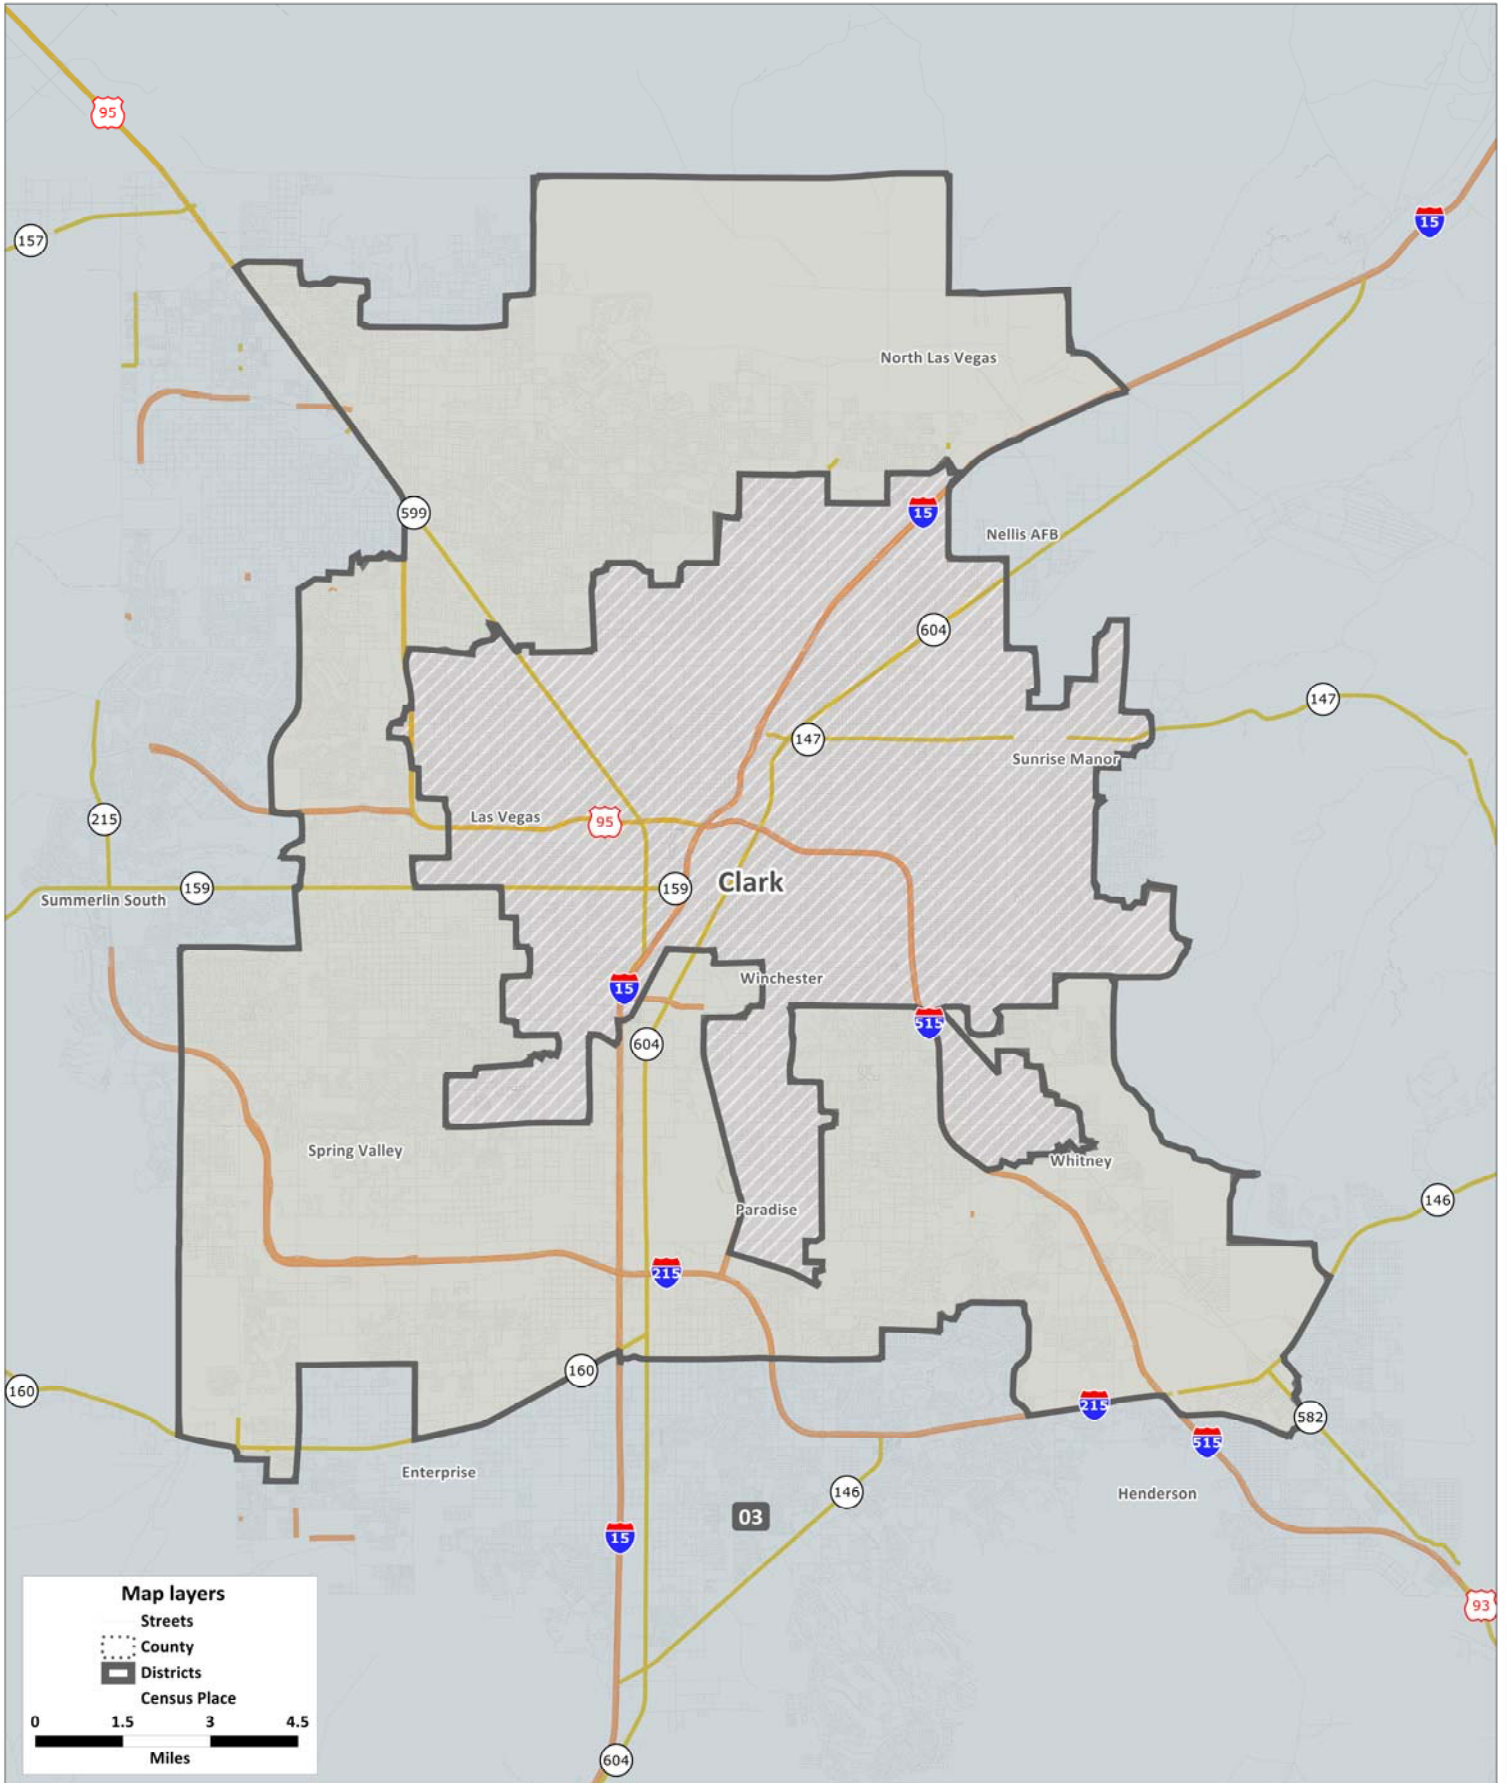 95
15
157
North Las Vegas
599
15
Nellis AFB
604
147
147
Sunrise Manor
215
Las Vegas
95
159
159
Clark
Summerlin South
Winchester
15
515
604
Spring Valley
Whitney
146
Paradise
215
160
160
215
582
515
Enterprise
146
Henderson
03
15
93
604
Map layers
Streets
County
Districts
Census Place
0 1.5 3 4.5
Miles